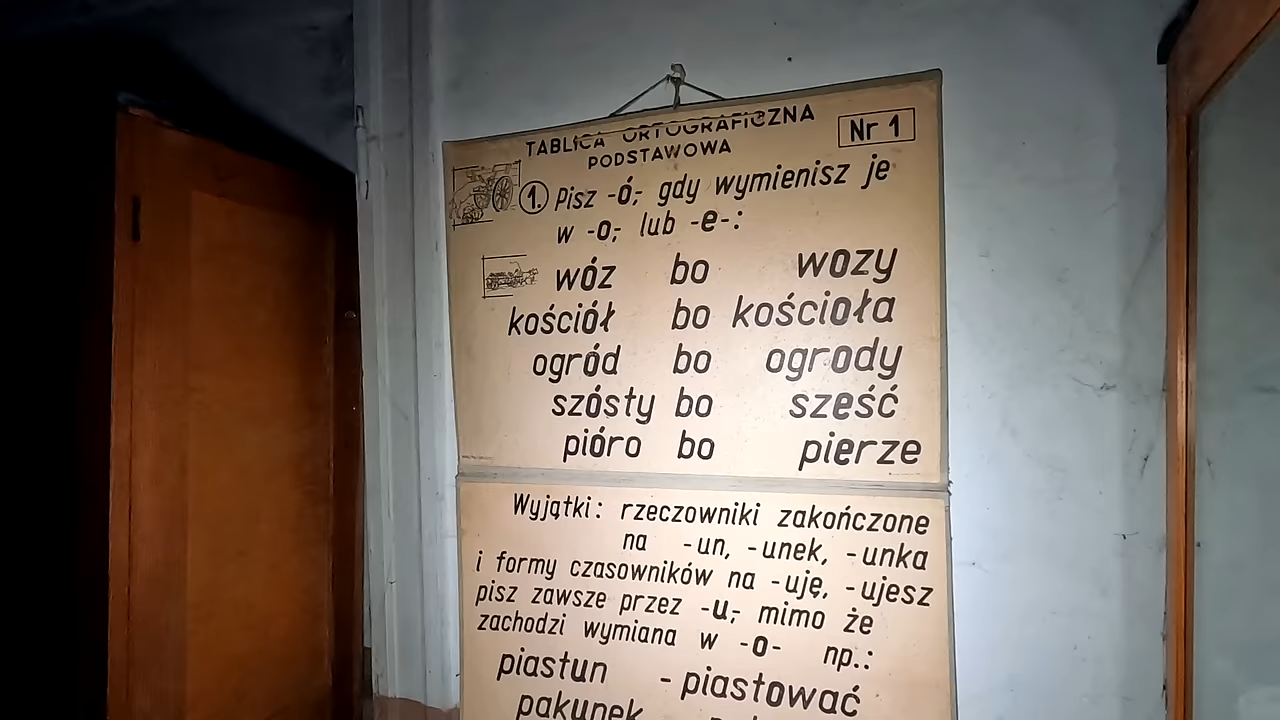 TABLICA ORTOGRAFICZNA
PODSTAWOWA
Nr 1
1. Pisz -ó-, gdy wymienisz je
w -o-, lub -e-:
wóz bo wozy
kościół bo kościoła
ogród bo ogrody
szósty bo sześć
pióro bo pierze
Wyjątki: rzeczowniki zakończone
na -un, -unek, -unka
i formy czasowników na -uję, -ujesz
pisz zawsze przez -u-, mimo że
zachodzi wymiana w -o- np.:
piastun - piastować
pakunek